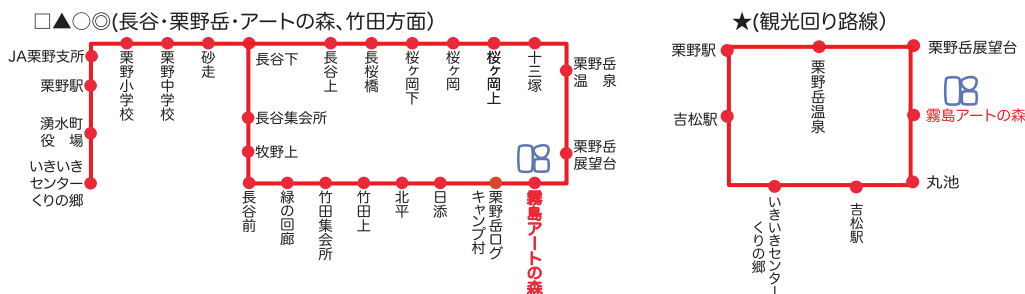 □▲○◎(長谷・栗野岳・アートの森、竹田方面)
JA栗野支所
栗野駅
湧水町
役 場
いきいき
センター
くりの郷
栗野小学校
栗野中学校
砂走
長谷下
長谷上
長桜橋
桜ヶ岡下
桜ヶ岡
桜ヶ岡上
十三塚
栗野岳
温 泉
栗野岳
展望台
長谷集会所
牧野上
長谷前
緑の回廊
竹田集会所
竹田上
北平
日添
栗野岳ログ
キャンプ村
霧島アートの森
★(観光回り路線)
栗野駅
吉松駅
栗野岳温泉
栗野岳展望台
霧島アートの森
丸池
いきいきセンター
くりの郷
吉松駅